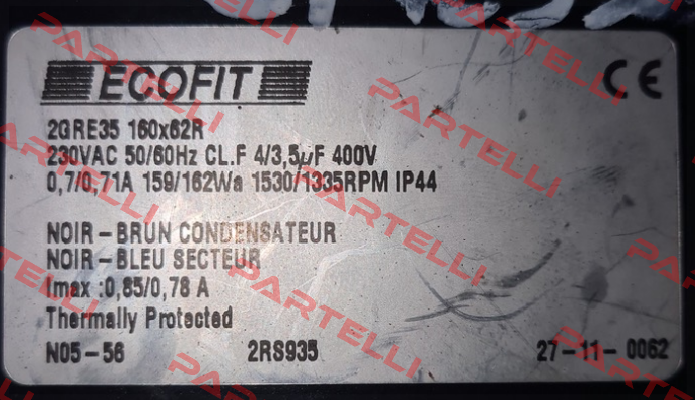 ECOFIT
CE
2GRE35 160x62R
230VAC 50/60Hz CL.F 4/3,5µF 400V
0,7/0,71A 159/162Wa 1530/1335RPM IP44
NOIR-BRUN CONDENSATEUR
NOIR-BLEU SECTEUR
Imax :0,85/0,78 A
Thermally Protected
N05-56 2RS935 27-11-0062
PARTELLI
PARTELLI
PARTELLI
PARTELLI
PARTELLI
PARTELLI